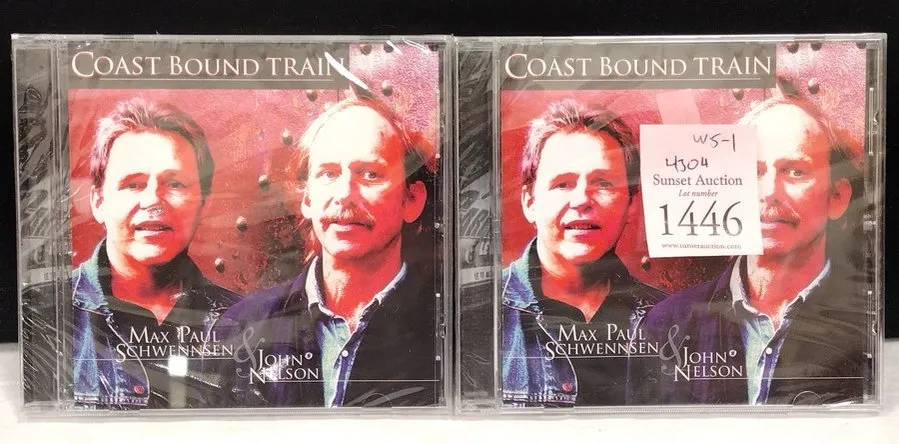 COAST BOUND TRAIN
MAX PAUL
SCHWENNSEN
&
JOHN
NELSON
COAST BOUND TRAIN
WS-1
4304
Sunset Auction
Lot number
1446
www.sunsetauction.com
MAX PAUL
SCHWENNSEN
&
JOHN
NELSON